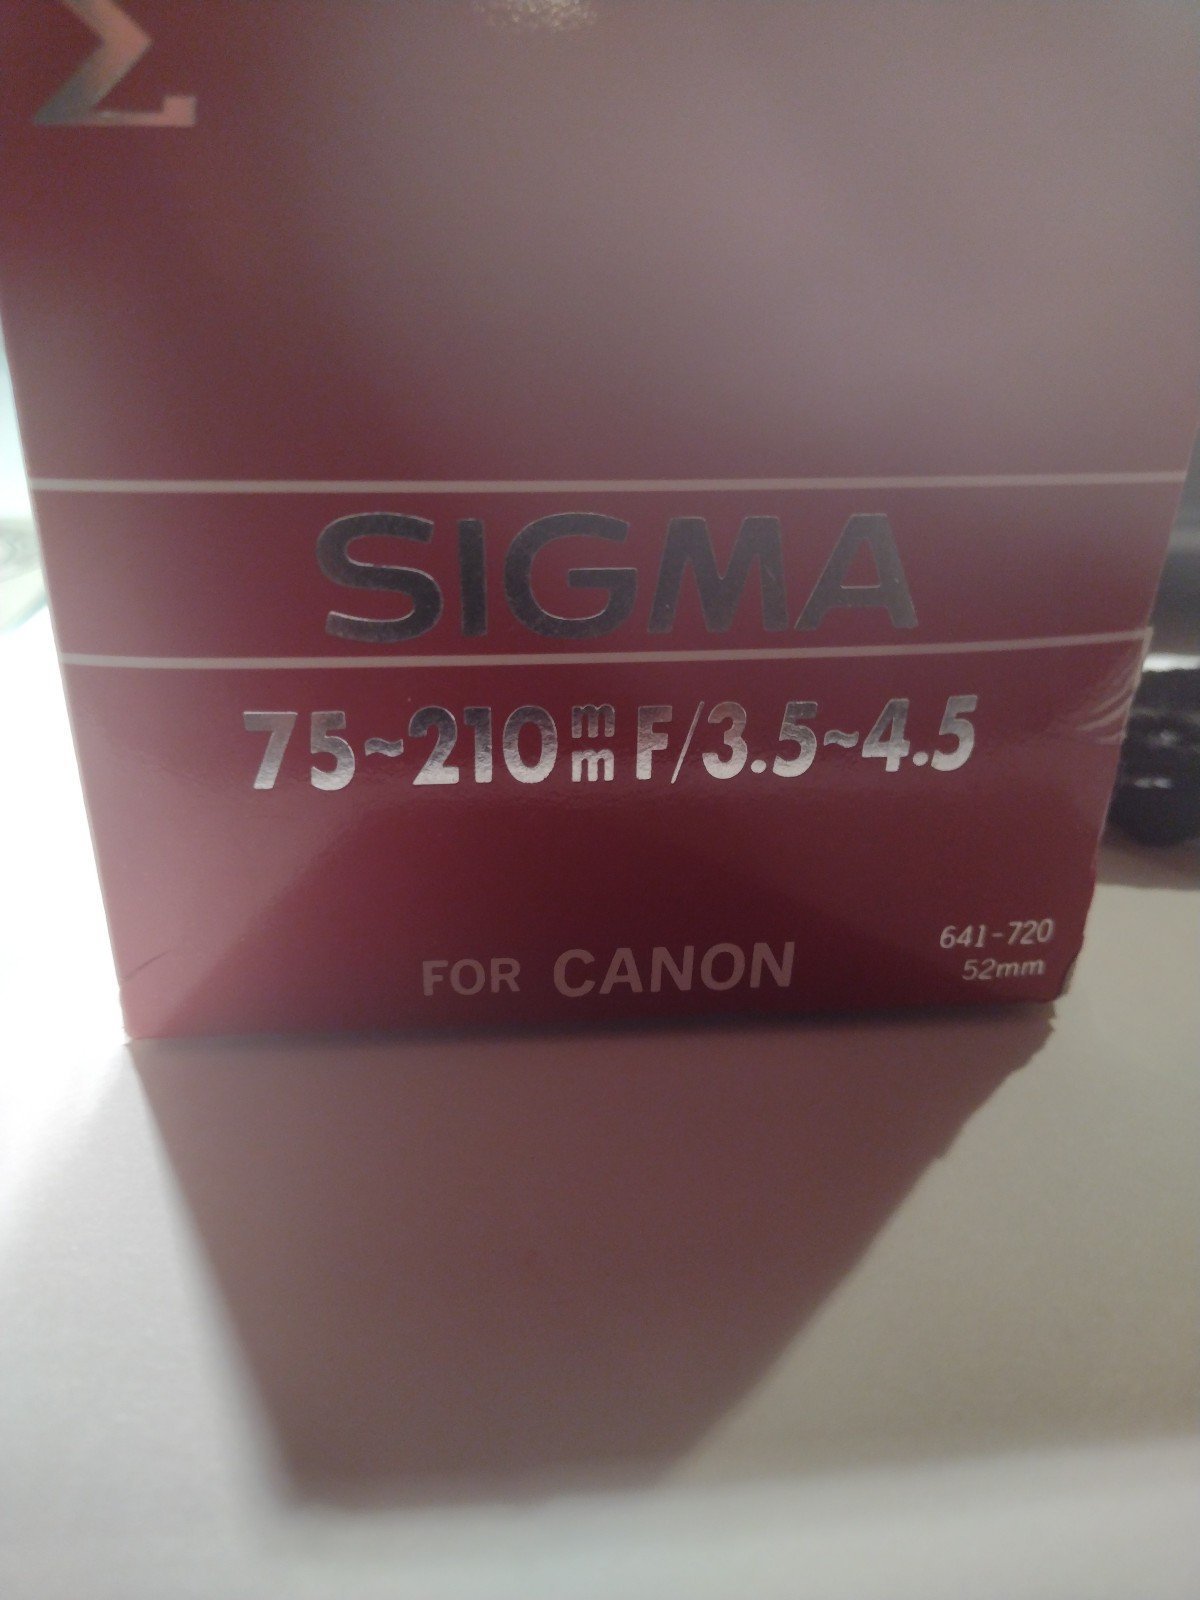 Σ
SIGMA
75~210mm F/3.5~4.5
FOR CANON
641-720
52mm